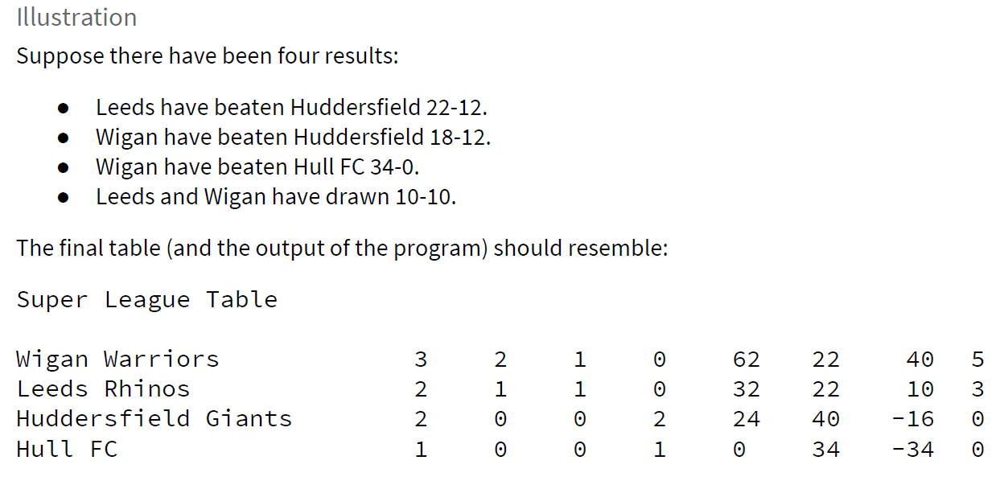 Illustration
Suppose there have been four results:
● Leeds have beaten Huddersfield 22-12.
● Wigan have beaten Huddersfield 18-12.
● Wigan have beaten Hull FC 34-0.
● Leeds and Wigan have drawn 10-10.
The final table (and the output of the program) should resemble:
Super League Table
Wigan Warriors 3 2 1 0 62 22 40 5
Leeds Rhinos 2 1 1 0 32 22 10 3
Huddersfield Giants 2 0 0 2 24 40 -16 0
Hull FC 1 0 0 1 0 34 -34 0